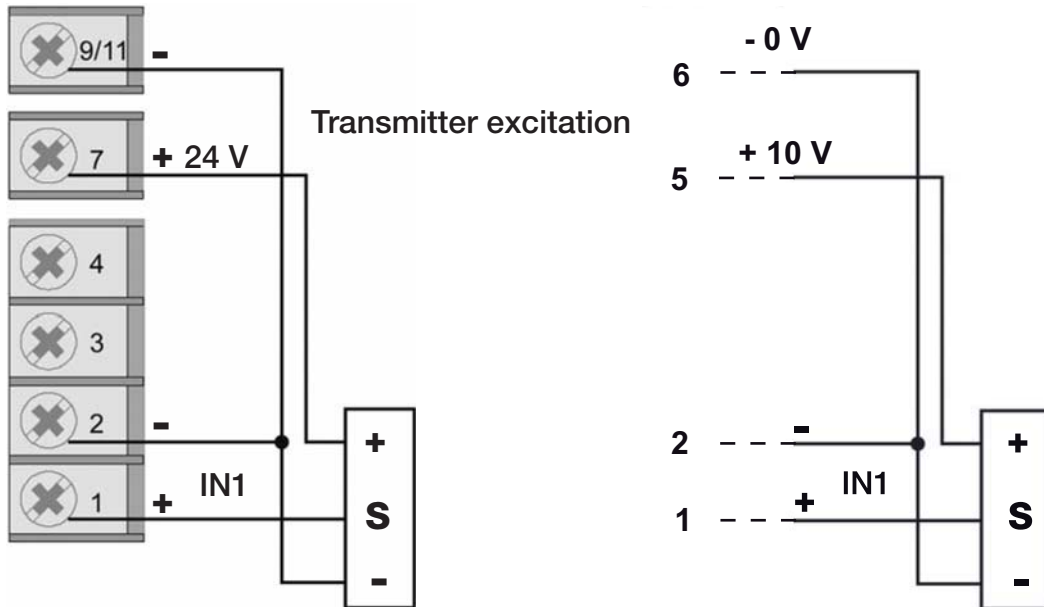 9/11 -
Transmitter excitation
7 + 24 V
4
3
2 -
IN1
1 +
+
S
-
- 0 V
6
+ 10 V
5
2 -
IN1
1 +
+
S
-